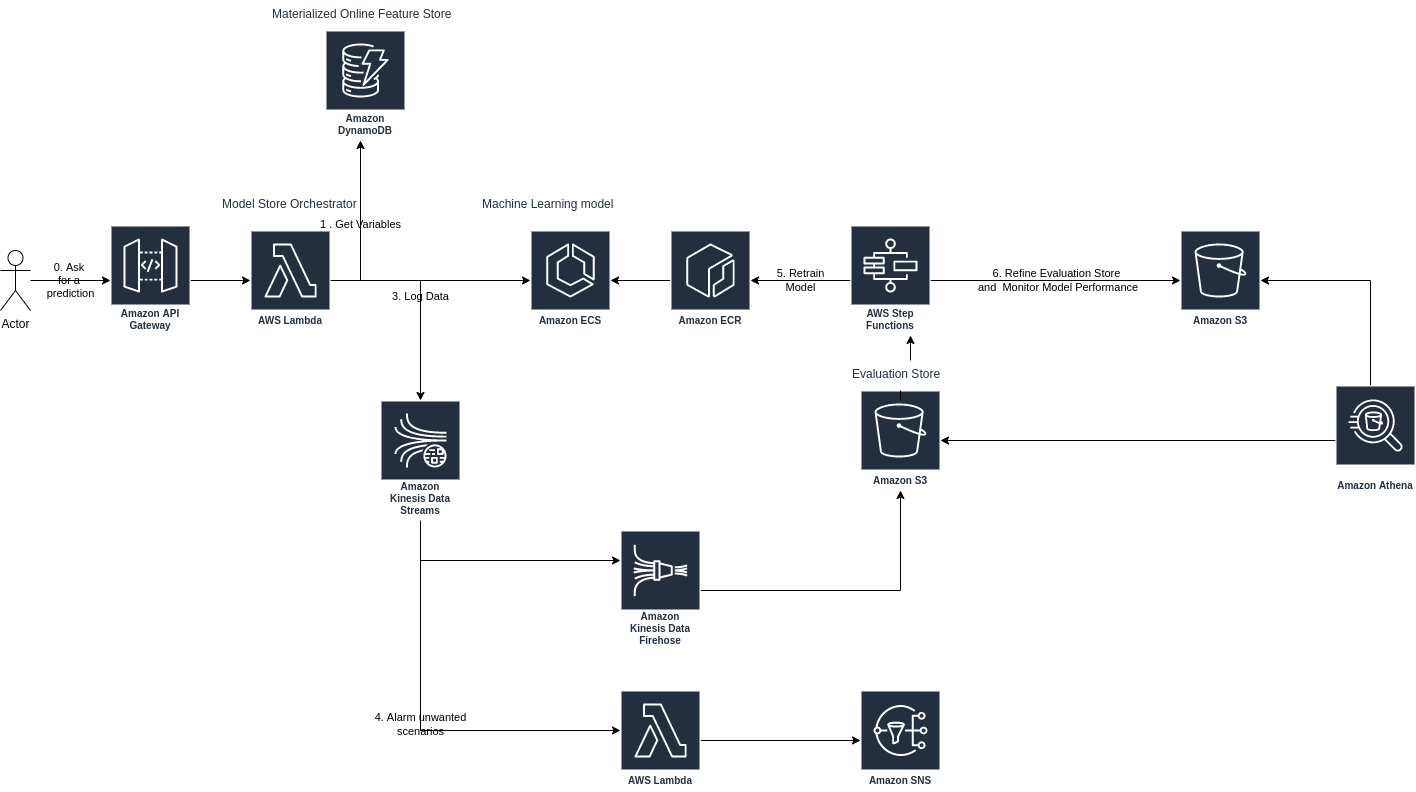 Materialized Online Feature Store
Amazon
DynamoDB
Model Store Orchestrator
Machine Learning model
1 . Get Variables
0. Ask
for a
prediction
3. Log Data
5. Retrain
Model
6. Refine Evaluation Store
and Monitor Model Performance
Actor
Amazon API
Gateway
AWS Lambda
Amazon ECS
Amazon ECR
AWS Step
Functions
Amazon S3
Evaluation Store
Amazon S3
Amazon Athena
Amazon
Kinesis Data
Streams
Amazon
Kinesis Data
Firehose
4. Alarm unwanted
scenarios
AWS Lambda
Amazon SNS